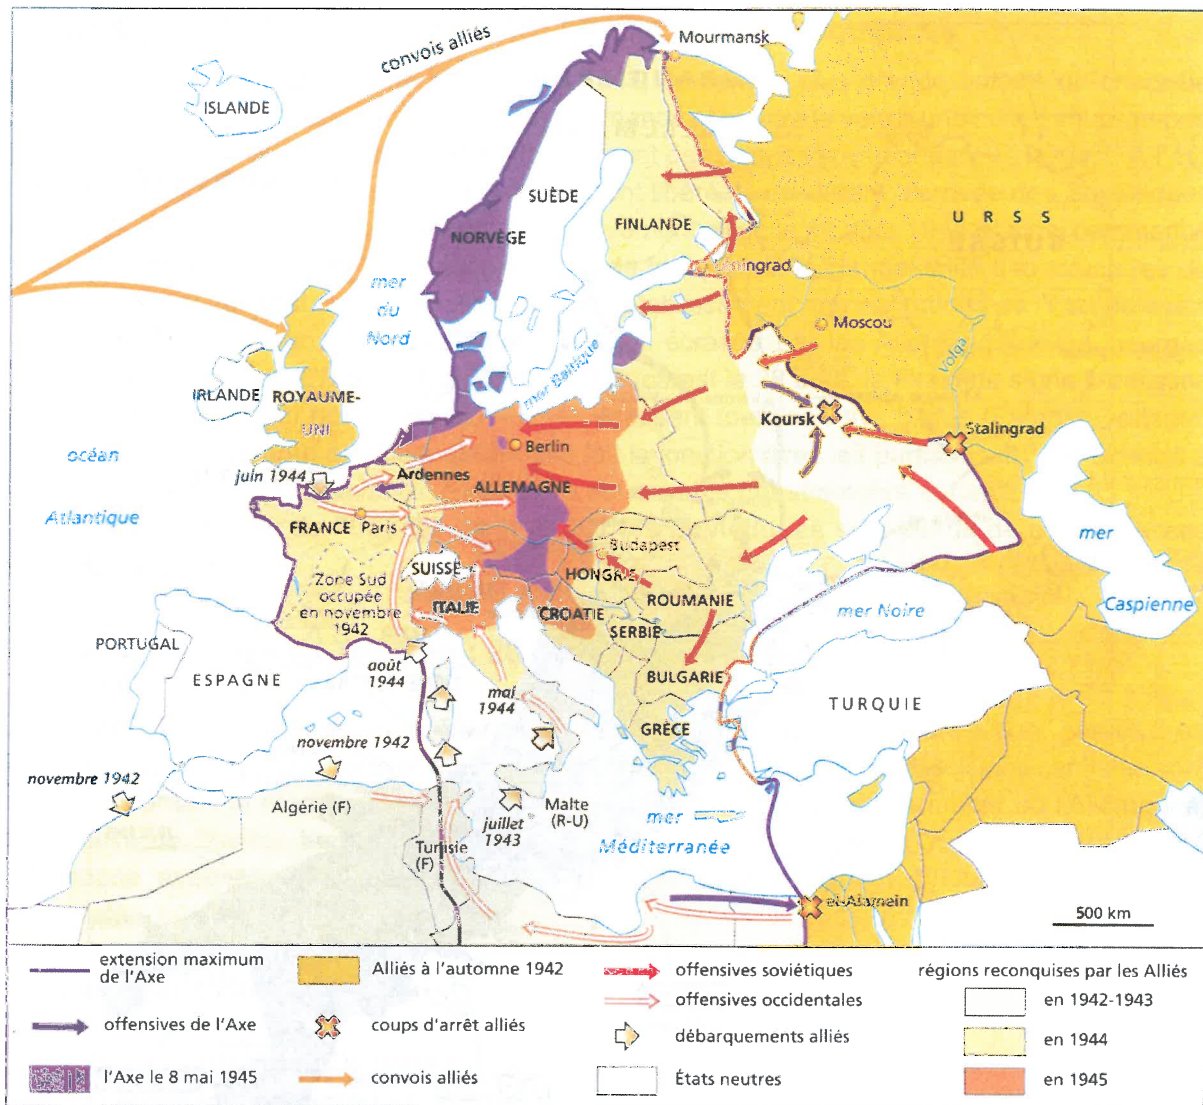 convois alliés
Mourmansk
ISLANDE
SUÈDE
NORVÈGE
FINLANDE
U R S S
Leningrad
mer
du
Nord
Moscou
Volga
mer Baltique
IRLANDE
ROYAUME-
UNI
Koursk
Stalingrad
océan
Atlantique
juin 1944
Ardennes
Berlin
ALLEMAGNE
FRANCE
Paris
SUISSE
Budapest
HONGRIE
mer
Caspienne
Zone Sud
occupée
en novembre
1942
ITALIE
CROATIE
ROUMANIE
SERBIE
mer Noire
PORTUGAL
ESPAGNE
août
1944
mai
1944
BULGARIE
TURQUIE
GRÈCE
novembre 1942
novembre 1942
Algérie (F)
Tunisie
(F)
juillet
1943
Malte
(R-U)
mer
Méditerranée
el-Alamein
500 km
extension maximum
de l'Axe
offensives de l'Axe
l'Axe le 8 mai 1945
Alliés à l'automne 1942
coups d'arrêt alliés
convois alliés
offensives soviétiques
offensives occidentales
débarquements alliés
États neutres
régions reconquises par les Alliés
en 1942-1943
en 1944
en 1945